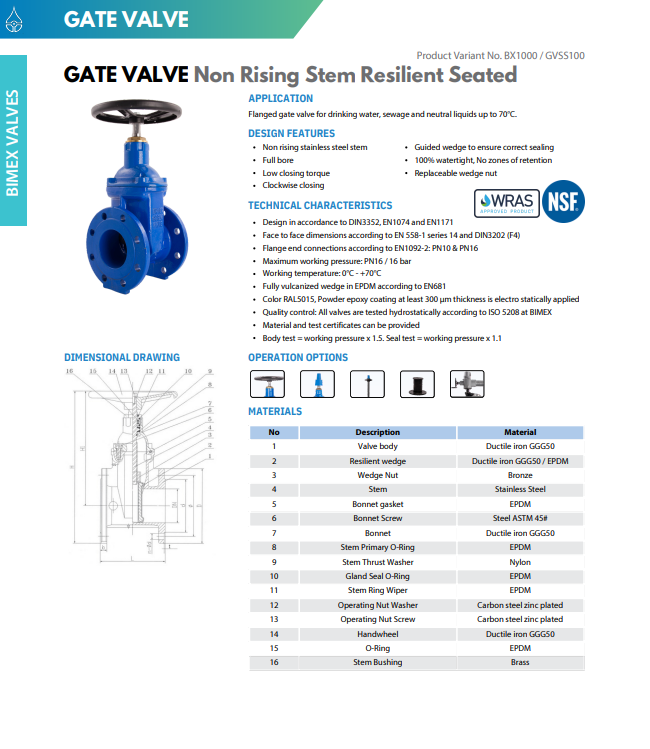 GATE VALVE
Product Variant No. BX1000 / GVSS100
GATE VALVE Non Rising Stem Resilient Seated
BIMEX VALVES
APPLICATION
Flanged gate valve for drinking water, sewage and neutral liquids up to 70°C.
DESIGN FEATURES
• Non rising stainless steel stem
• Full bore
• Low closing torque
• Clockwise closing
• Guided wedge to ensure correct sealing
• 100% watertight, No zones of retention
• Replaceable wedge nut
WRAS
APPROVED PRODUCT
NSF
TECHNICAL CHARACTERISTICS
• Design in accordance to DIN3352, EN1074 and EN1171
• Face to face dimensions according to EN 558-1 series 14 and DIN3202 (F4)
• Flange end connections according to EN1092-2: PN10 & PN16
• Maximum working pressure: PN16 / 16 bar
• Working temperature: 0°C - +70°C
• Fully vulcanized wedge in EPDM according to EN681
• Color RAL5015, Powder epoxy coating at least 300 µm thickness is electro statically applied
• Quality control: All valves are tested hydrostatically according to ISO 5208 at BIMEX
• Material and test certificates can be provided
• Body test = working pressure x 1.5. Seal test = working pressure x 1.1
DIMENSIONAL DRAWING
16 15 14 13 12 11 10 9
8
7
6
5
4
3
2
1
L
OPERATION OPTIONS
MATERIALS
No Description Material
1 Valve body Ductile iron GGG50
2 Resilient wedge Ductile iron GGG50 / EPDM
3 Wedge Nut Bronze
4 Stem Stainless Steel
5 Bonnet gasket EPDM
6 Bonnet Screw Steel ASTM 45#
7 Bonnet Ductile iron GGG50
8 Stem Primary O-Ring EPDM
9 Stem Thrust Washer Nylon
10 Gland Seal O-Ring EPDM
11 Stem Ring Wiper EPDM
12 Operating Nut Washer Carbon steel zinc plated
13 Operating Nut Screw Carbon steel zinc plated
14 Handwheel Ductile iron GGG50
15 O-Ring EPDM
16 Stem Bushing Brass